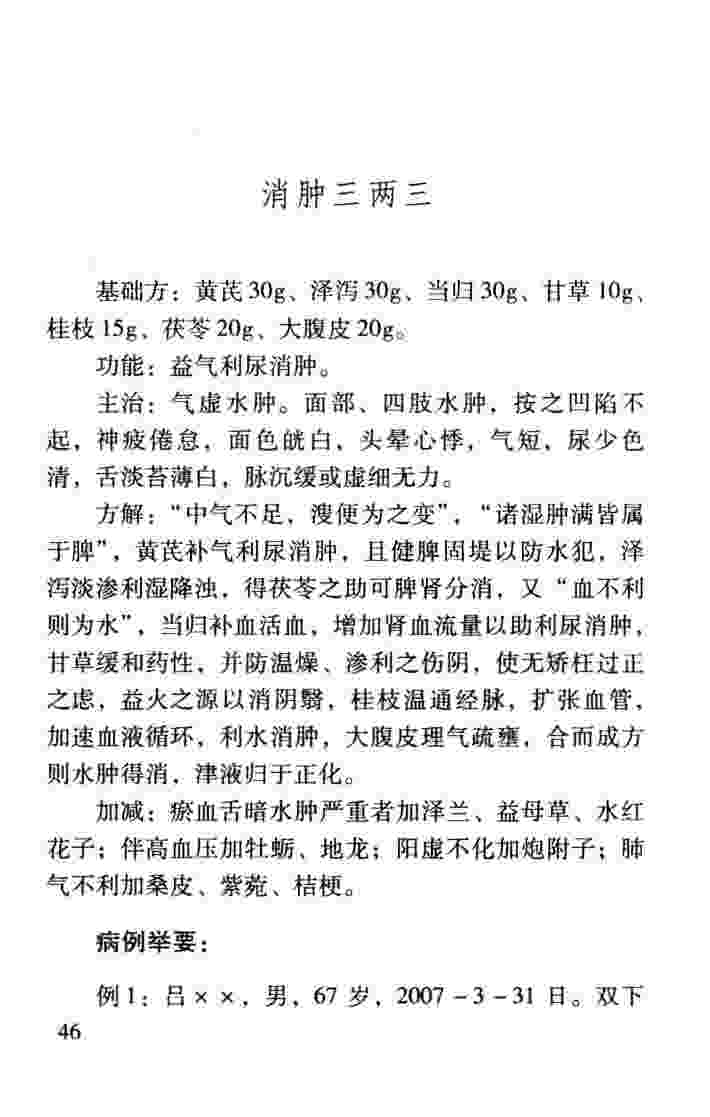 消肿三两三
基础方：黄芪30g、泽泻30g、当归30g、甘草10g、
桂枝15g、茯苓20g、大腹皮20g。
功能：益气利尿消肿。
主治：气虚水肿。面部、四肢水肿，按之凹陷不
起，神疲倦怠，面色㿠白，头晕心悸，气短，尿少色
清，舌淡苔薄白，脉沉缓或虚细无力。
方解：“中气不足，溲便为之变”，“诸湿肿满皆属
于脾”，黄芪补气利尿消肿，且健脾固堤以防水犯，泽
泻淡渗利湿降浊，得茯苓之助可脾肾分消，又“血不利
则为水”，当归补血活血，增加肾血流量以助利尿消肿，
甘草缓和药性，并防温燥、渗利之伤阴，使无矫枉过正
之虑，益火之源以消阴翳，桂枝温通经脉，扩张血管，
加速血液循环，利水消肿，大腹皮理气疏壅，合而成方
则水肿得消，津液归于正化。
加减：瘀血舌暗水肿严重者加泽兰、益母草、水红
花子；伴高血压加牡蛎、地龙；阳虚不化加炮附子；肺
气不利加桑皮、紫菀、桔梗。
病例举要：
例1：吕××，男，67岁，2007－3－31日。双下
46